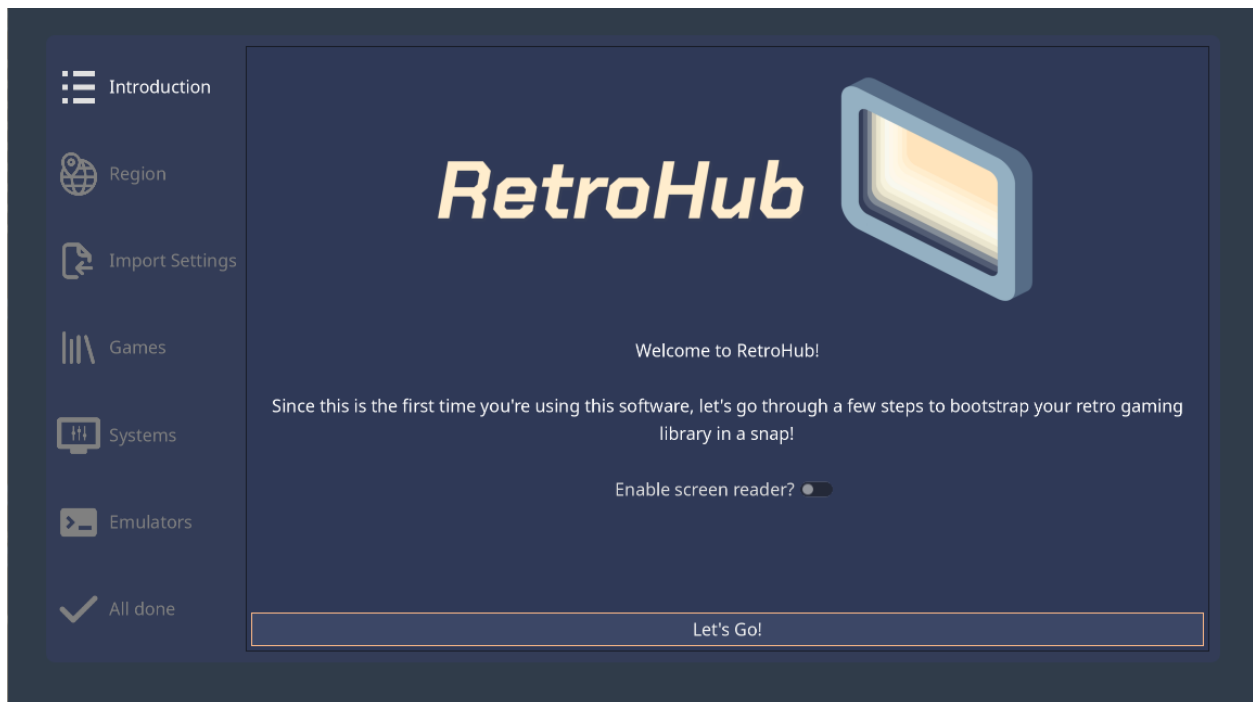 Introduction
Region
Import Settings
Games
Systems
Emulators
All done
RetroHub
Welcome to RetroHub!
Since this is the first time you're using this software, let's go through a few steps to bootstrap your retro gaming
library in a snap!
Enable screen reader?
Let's Go!